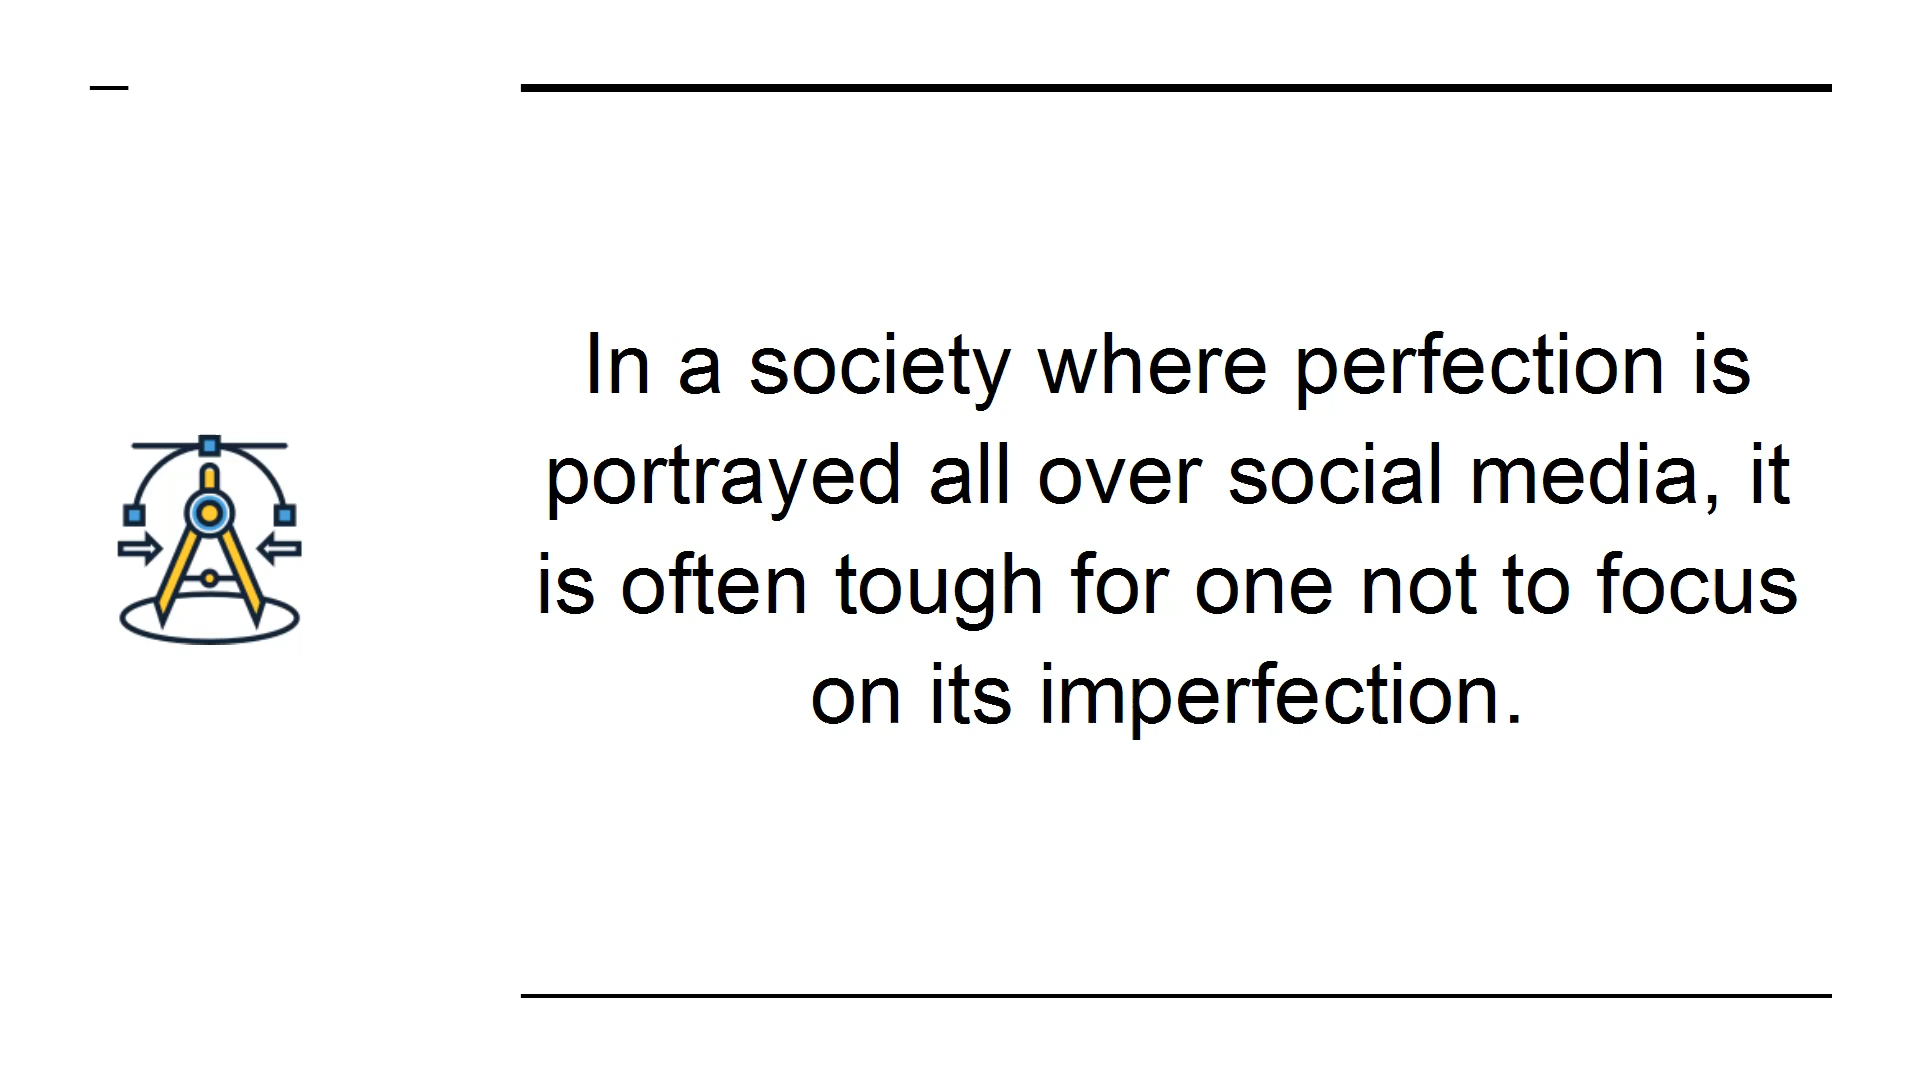 In a society where perfection is
portrayed all over social media, it
is often tough for one not to focus
on its imperfection.